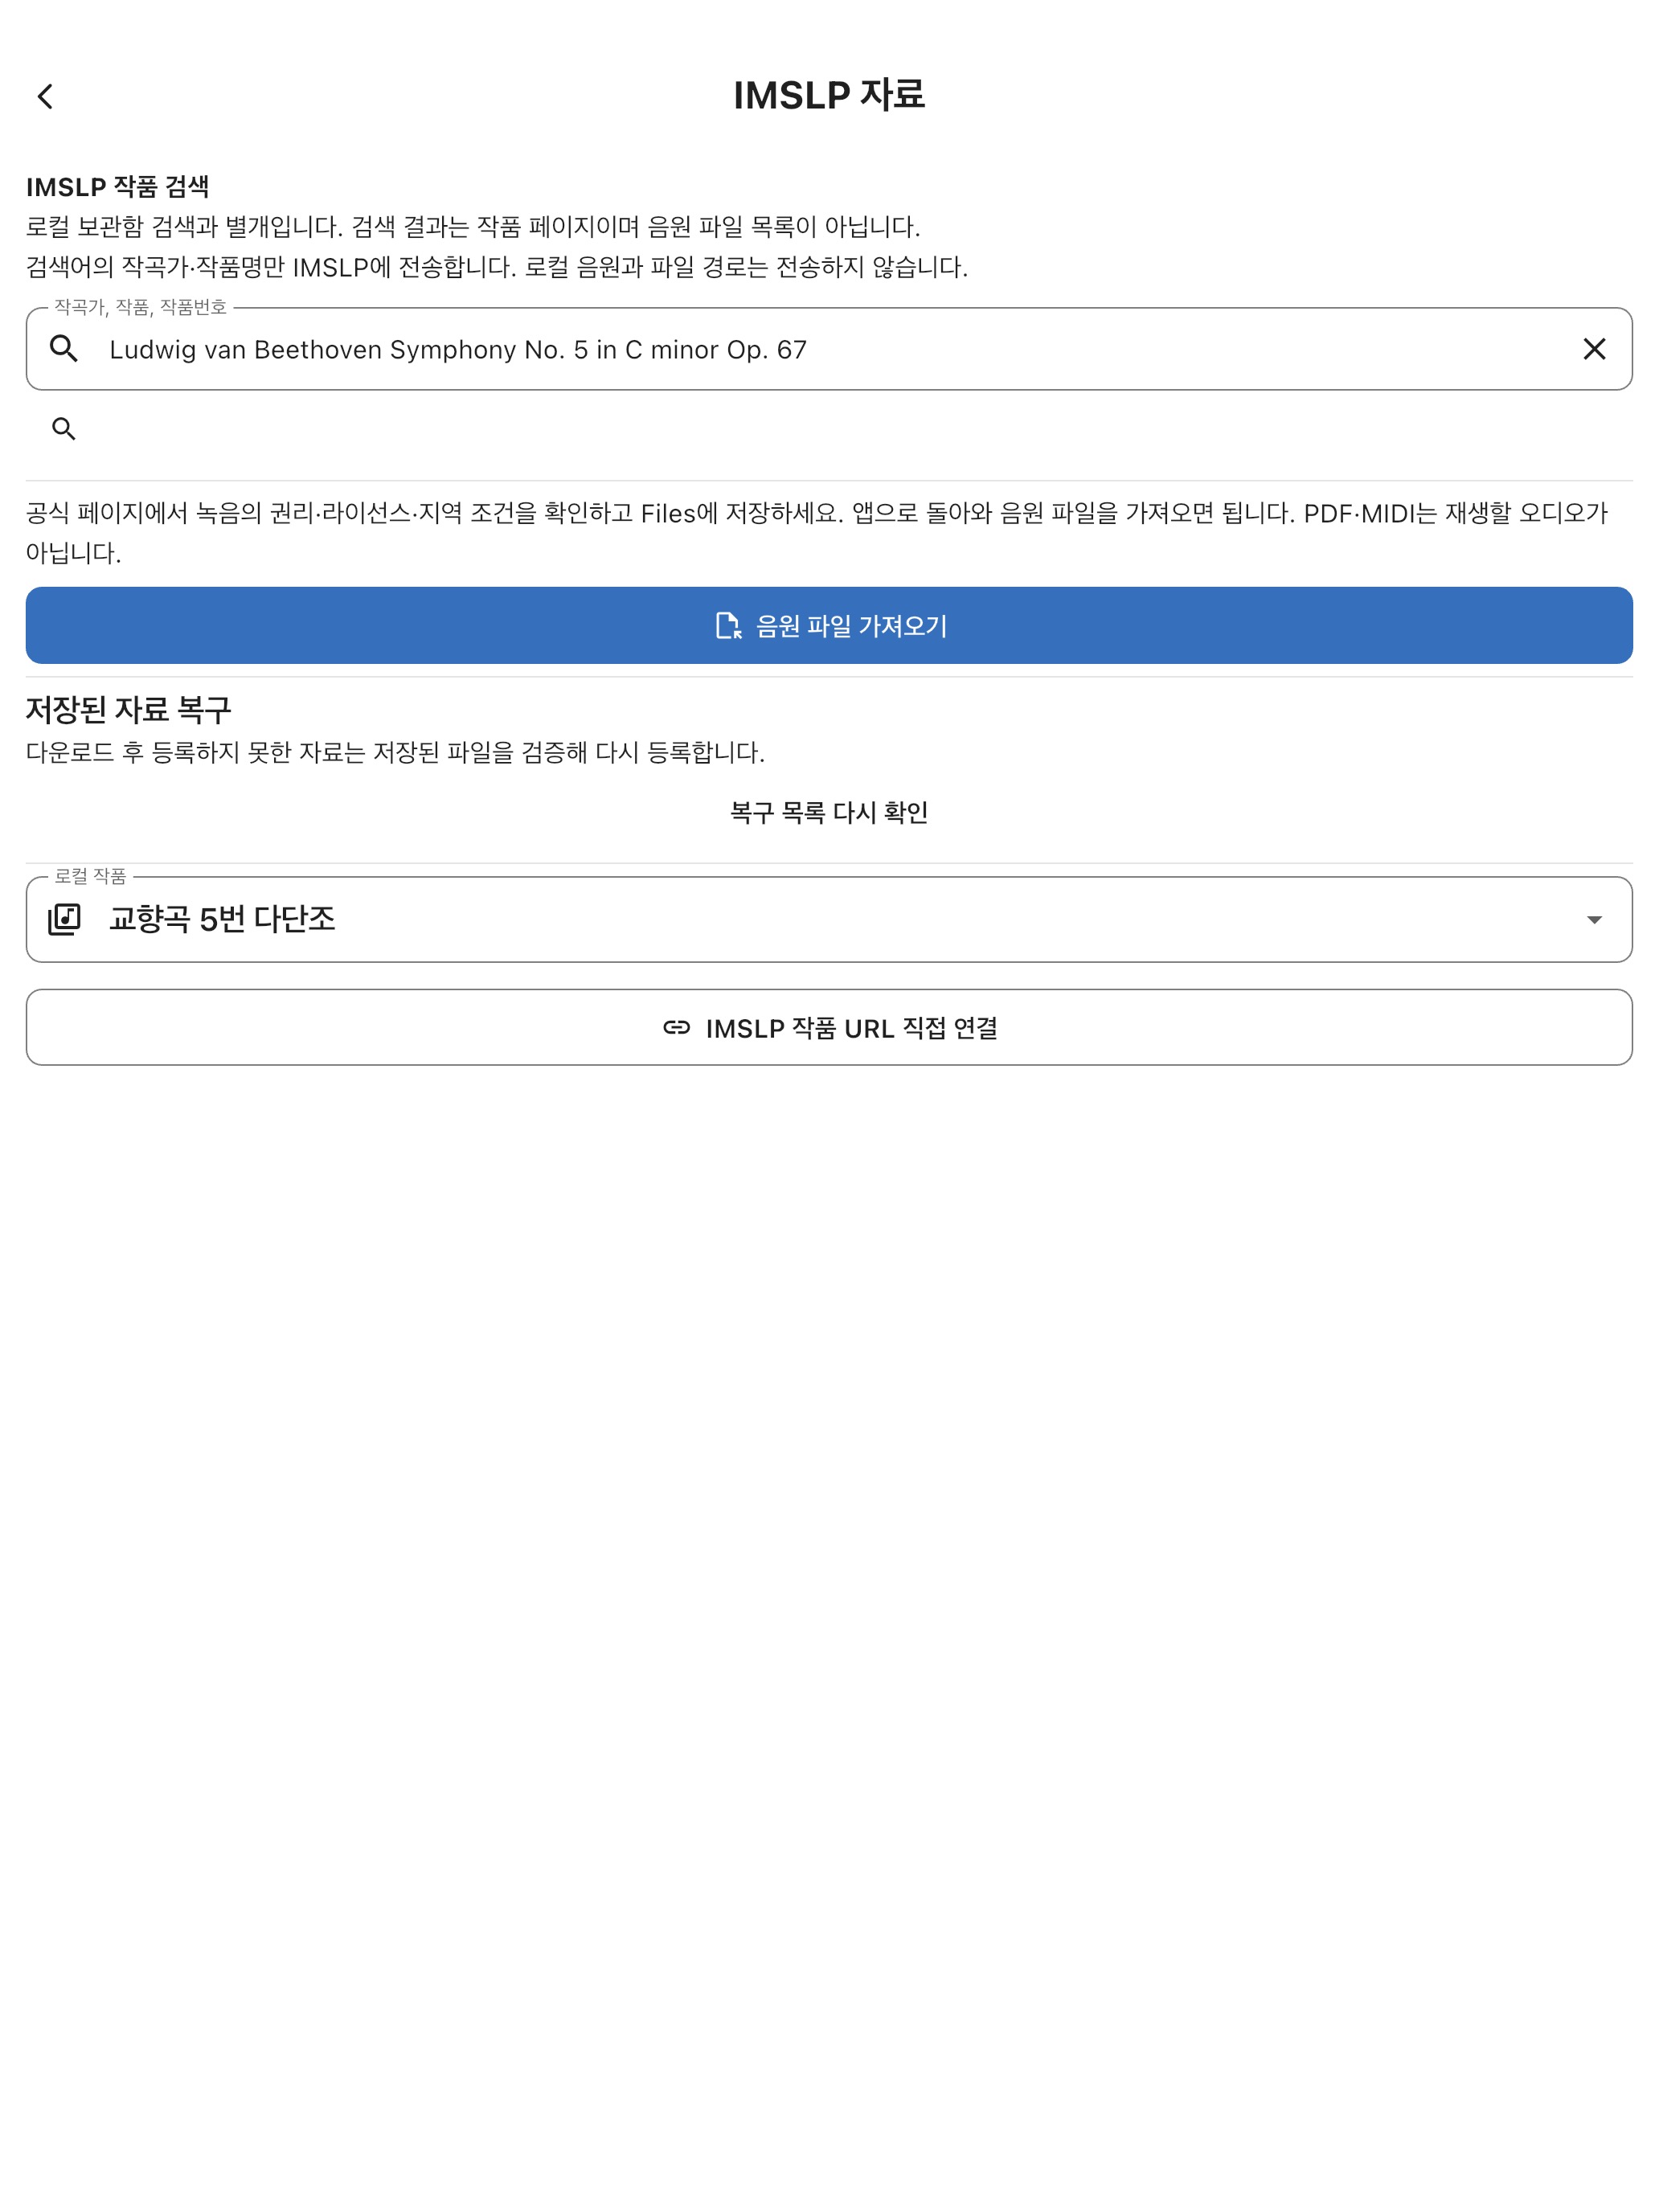 IMSLP 자료
IMSLP 작품 검색
로컬 보관함 검색과 별개입니다. 검색 결과는 작품 페이지이며 음원 파일 목록이 아닙니다.
검색어의 작곡가·작품명만 IMSLP에 전송합니다. 로컬 음원과 파일 경로는 전송하지 않습니다.
작곡가, 작품, 작품번호
Ludwig van Beethoven Symphony No. 5 in C minor Op. 67
공식 페이지에서 녹음의 권리·라이선스·지역 조건을 확인하고 Files에 저장하세요. 앱으로 돌아와 음원 파일을 가져오면 됩니다. PDF·MIDI는 재생할 오디오가
아닙니다.
음원 파일 가져오기
저장된 자료 복구
다운로드 후 등록하지 못한 자료는 저장된 파일을 검증해 다시 등록합니다.
복구 목록 다시 확인
로컬 작품
교향곡 5번 다단조
IMSLP 작품 URL 직접 연결